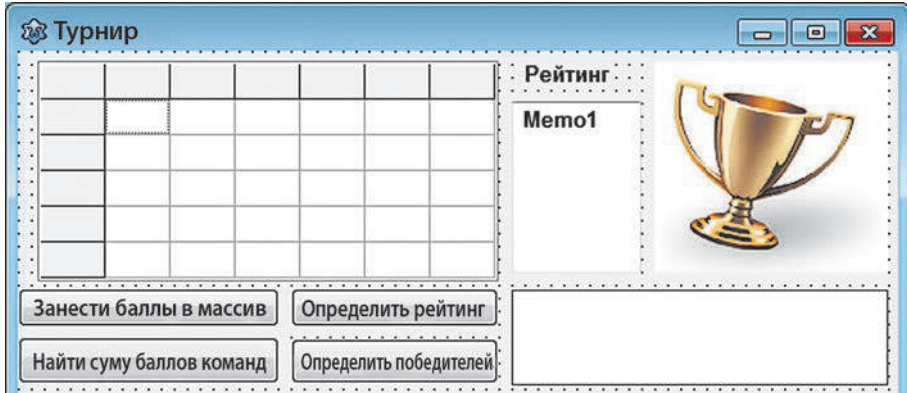 Турнир
Рейтинг
Memo1
Занести баллы в массив
Определить рейтинг
Найти суму баллов команд
Определить победителей